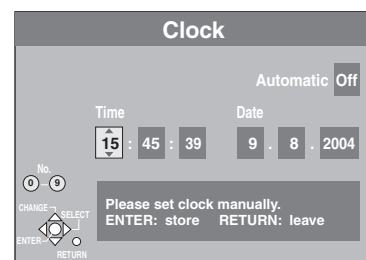 Clock
Automatic Off
Time Date
15 : 45 : 39 9 . 8 . 2004
No.
0 - 9
CHANGE
SELECT
ENTER
RETURN
Please set clock manually.
ENTER: store RETURN: leave